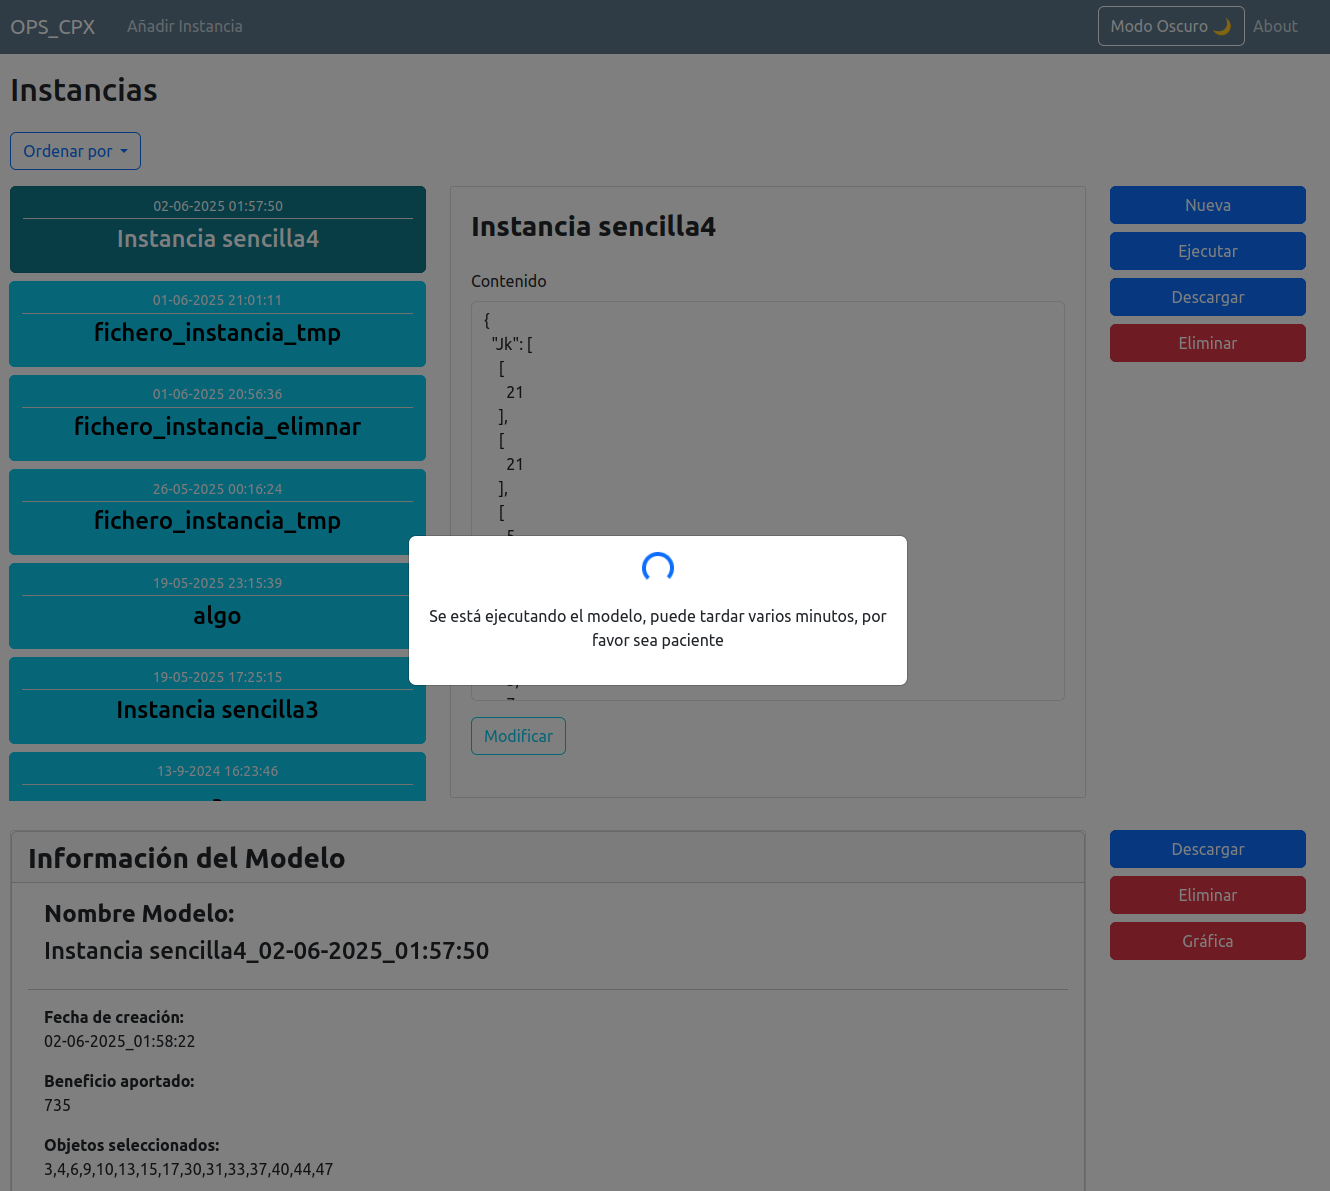 OPS_CPX
Añadir Instancia
Modo Oscuro 🌙
About
Instancias
Ordenar por
02-06-2025 01:57:50
Instancia sencilla4
01-06-2025 21:01:11
fichero_instancia_tmp
01-06-2025 20:56:36
fichero_instancia_elimnar
26-05-2025 00:16:24
fichero_instancia_tmp
19-05-2025 23:15:39
algo
19-05-2025 17:25:15
Instancia sencilla3
13-9-2024 16:23:46
Instancia sencilla4
Contenido
{
"Jk": [
[
21
],
[
21
],
[
Modificar
Nueva
Ejecutar
Descargar
Eliminar
Se está ejecutando el modelo, puede tardar varios minutos, por
favor sea paciente
Información del Modelo
Nombre Modelo:
Instancia sencilla4_02-06-2025_01:57:50
Fecha de creación:
02-06-2025_01:58:22
Beneficio aportado:
735
Objetos seleccionados:
3,4,6,9,10,13,15,17,30,31,33,37,40,44,47
Descargar
Eliminar
Gráfica